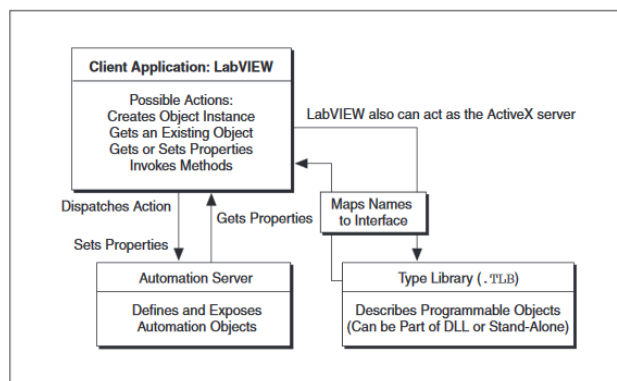 Client Application: LabVIEW
Possible Actions:
Creates Object Instance
Gets an Existing Object
Gets or Sets Properties
Invokes Methods
LabVIEW also can act as the ActiveX server
Dispatches Action
Sets Properties
Gets Properties
Maps Names
to Interface
Automation Server
Defines and Exposes
Automation Objects
Type Library (.TLB)
Describes Programmable Objects
(Can be Part of DLL or Stand-Alone)